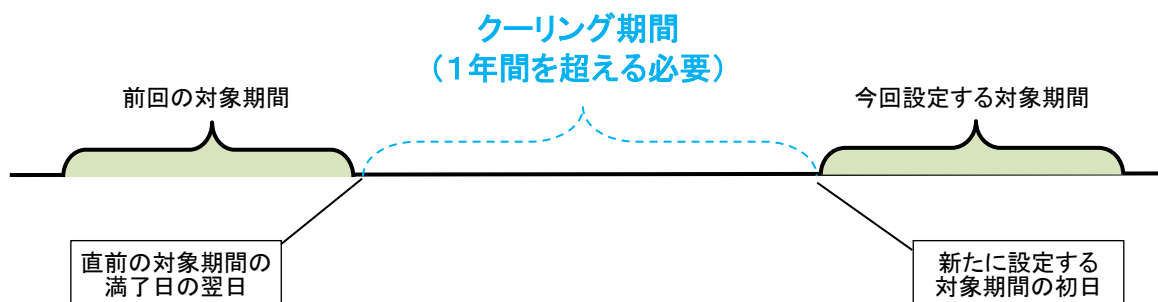 クーリング期間
（１年間を超える必要）
前回の対象期間
今回設定する対象期間
直前の対象期間の
満了日の翌日
新たに設定する
対象期間の初日